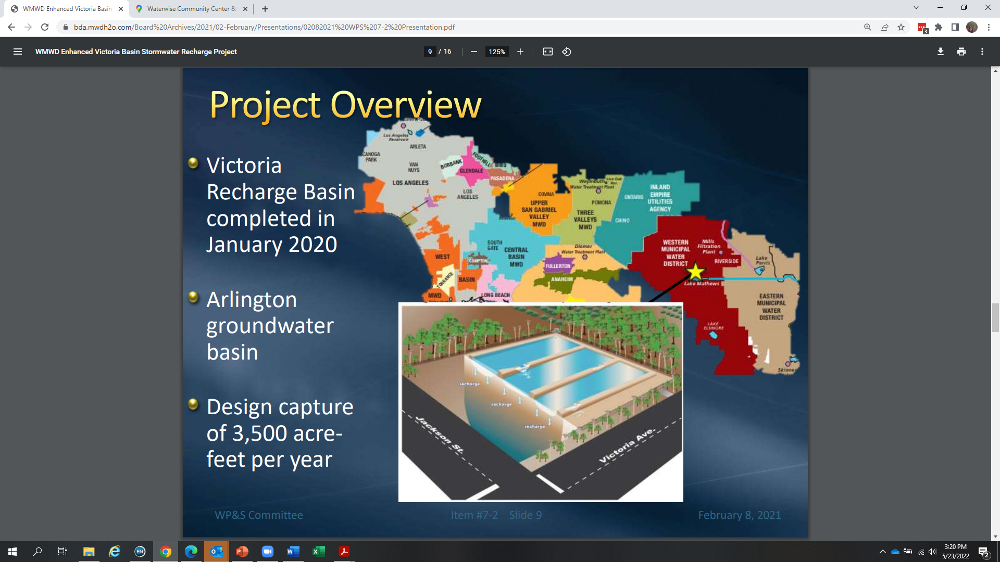 WMWD Enhanced Victoria Basin
Waterwise Community Center &
bda.mwdh2o.com/Board%20Archives/2021/02-February/Presentations/02082021%20WPS%207-2%20Presentation.pdf
3
WMWD Enhanced Victoria Basin Stormwater Recharge Project
9 / 16
125%
Project Overview
Victoria
Recharge Basin
completed in
January 2020
Arlington
groundwater
basin
Design capture
of 3,500 acre-
feet per year
Los Angeles
Reservoir
ARLETA
CANOGA
PARK
VAN
NUYS
BURBANK
GLENDALE
FOOTHILL
MWD
PASADENA
LOS ANGELES
LOS
ANGELES
COVINA
UPPER
SAN GABRIEL
VALLEY
MWD
Weymouth
Water Treatment Plant
Live Oak
Res.
POMONA
THREE
VALLEYS
MWD
ONTARIO
INLAND
EMPIRE
UTILITIES
AGENCY
CHINO
SOUTH
GATE
CENTRAL
BASIN
MWD
WEST
COMPTON
TORRANCE
BASIN
MWD
LONG BEACH
Diemer
Water Treatment Plant
FULLERTON
ANAHEIM
WESTERN
MUNICIPAL
WATER
DISTRICT
Mills
Filtration
Plant
RIVERSIDE
Lake
Perris
Lake Mathews
EASTERN
MUNICIPAL
WATER
DISTRICT
LAKE
ELSINORE
Skinner
recharge
recharge
recharge
Jackson St.
Victoria Ave.
WP&S Committee
Item #7-2 Slide 9
February 8, 2021
EN
3:20 PM
5/23/2022
2